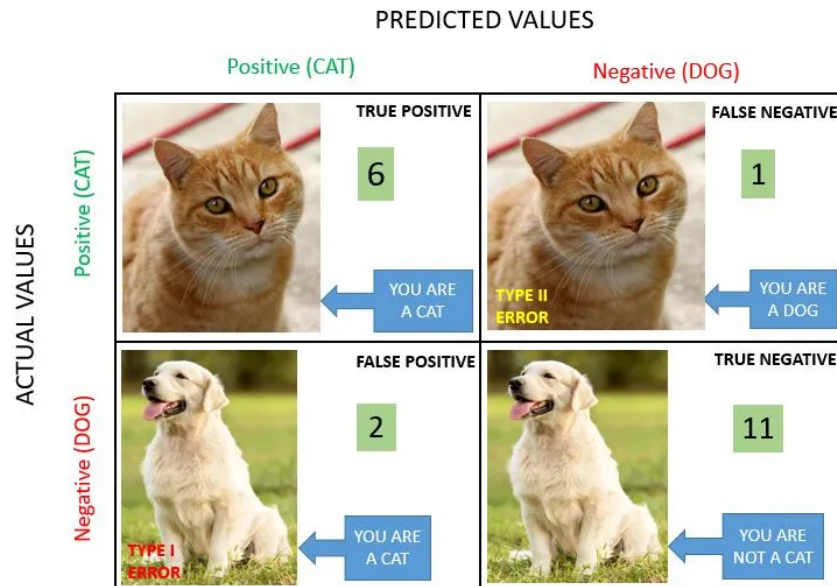 PREDICTED VALUES
Positive (CAT)
Negative (DOG)
ACTUAL VALUES
Positive (CAT)
TRUE POSITIVE
6
YOU ARE
A CAT
FALSE NEGATIVE
1
TYPE II
ERROR
YOU ARE
A DOG
Negative (DOG)
FALSE POSITIVE
2
TYPE I
ERROR
YOU ARE
A CAT
TRUE NEGATIVE
11
YOU ARE
NOT A CAT